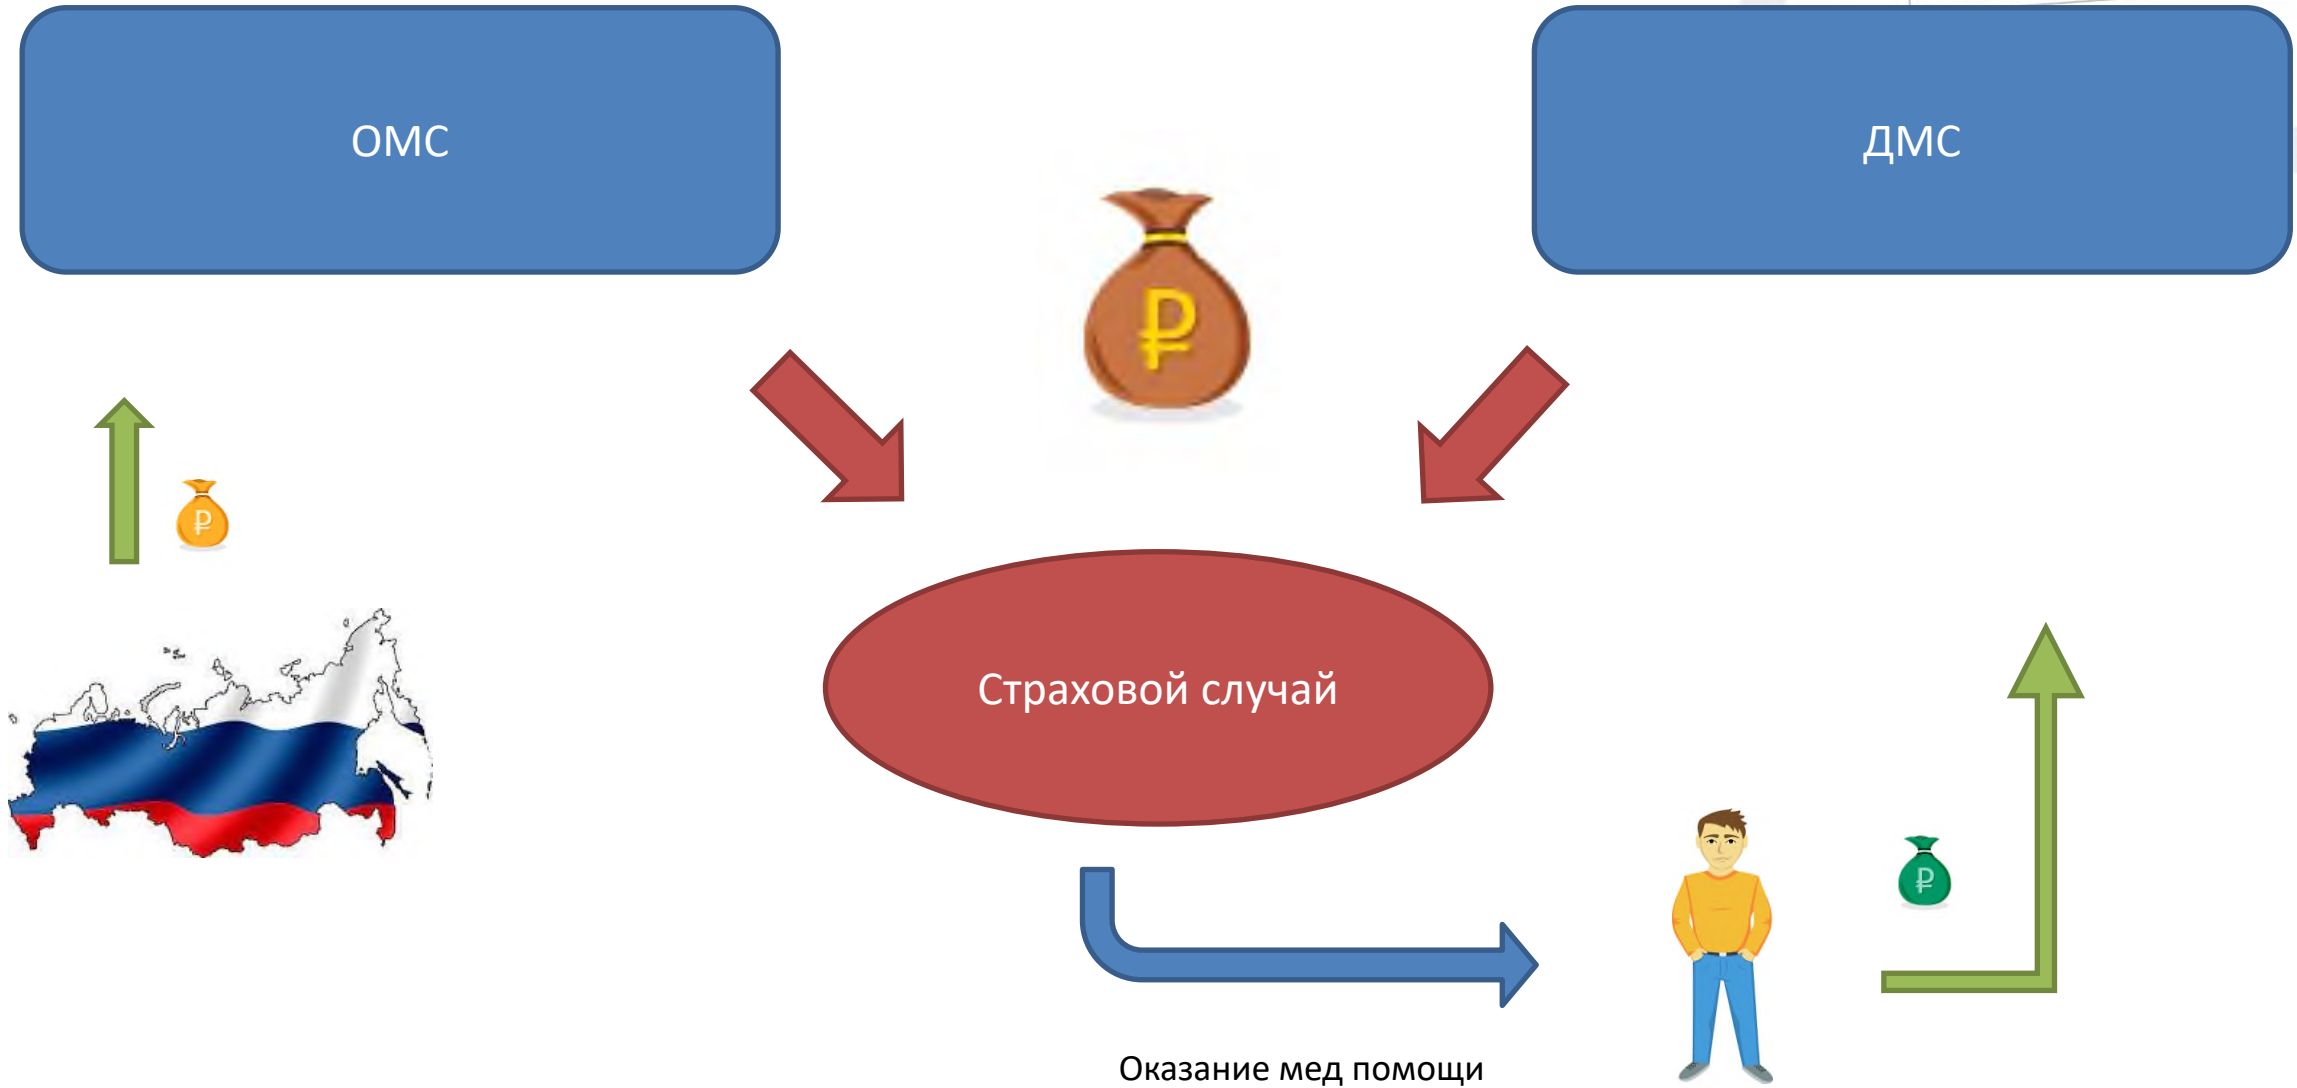 ОМС
ДМС
₽
₽
Страховой случай
₽
Оказание мед помощи